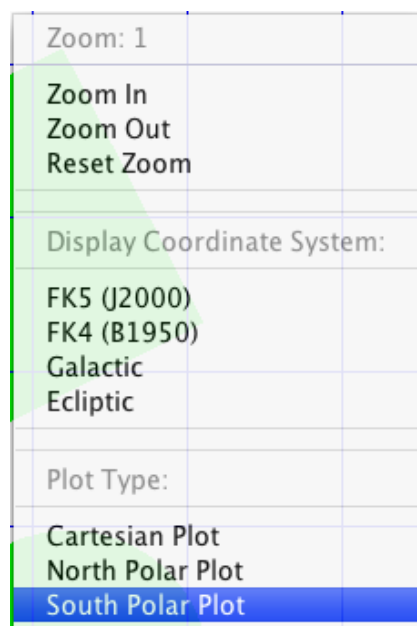 Zoom: 1
Zoom In
Zoom Out
Reset Zoom
Display Coordinate System:
FK5 (J2000)
FK4 (B1950)
Galactic
Ecliptic
Plot Type:
Cartesian Plot
North Polar Plot
South Polar Plot